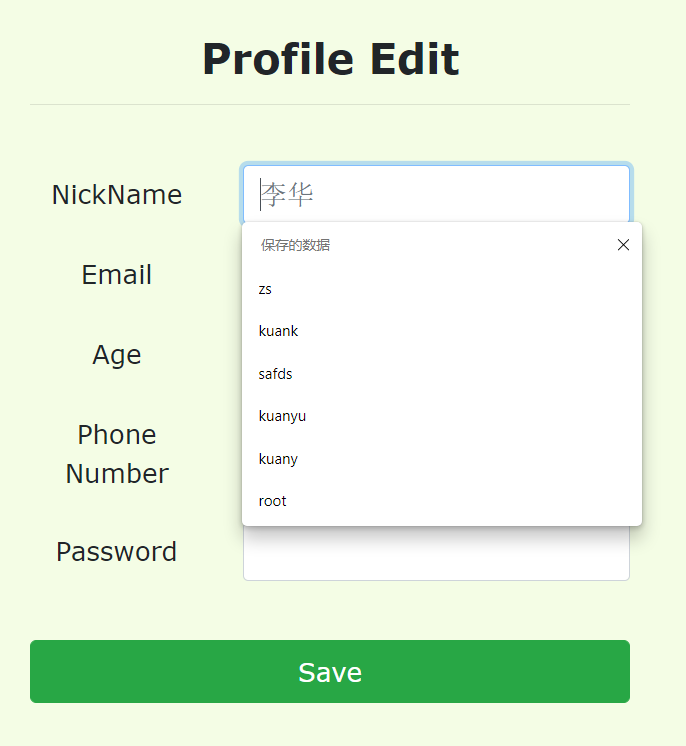 Profile Edit
NickName
李华
保存的数据
zs
kuank
safds
kuanyu
kuany
root
Email
Age
Phone
Number
Password
Save